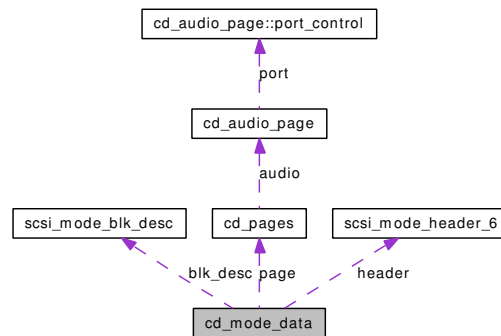 cd_audio_page::port_control
port
cd_audio_page
audio
scsi_mode_blk_desc
cd_pages
scsi_mode_header_6
blk_desc
page
header
cd_mode_data